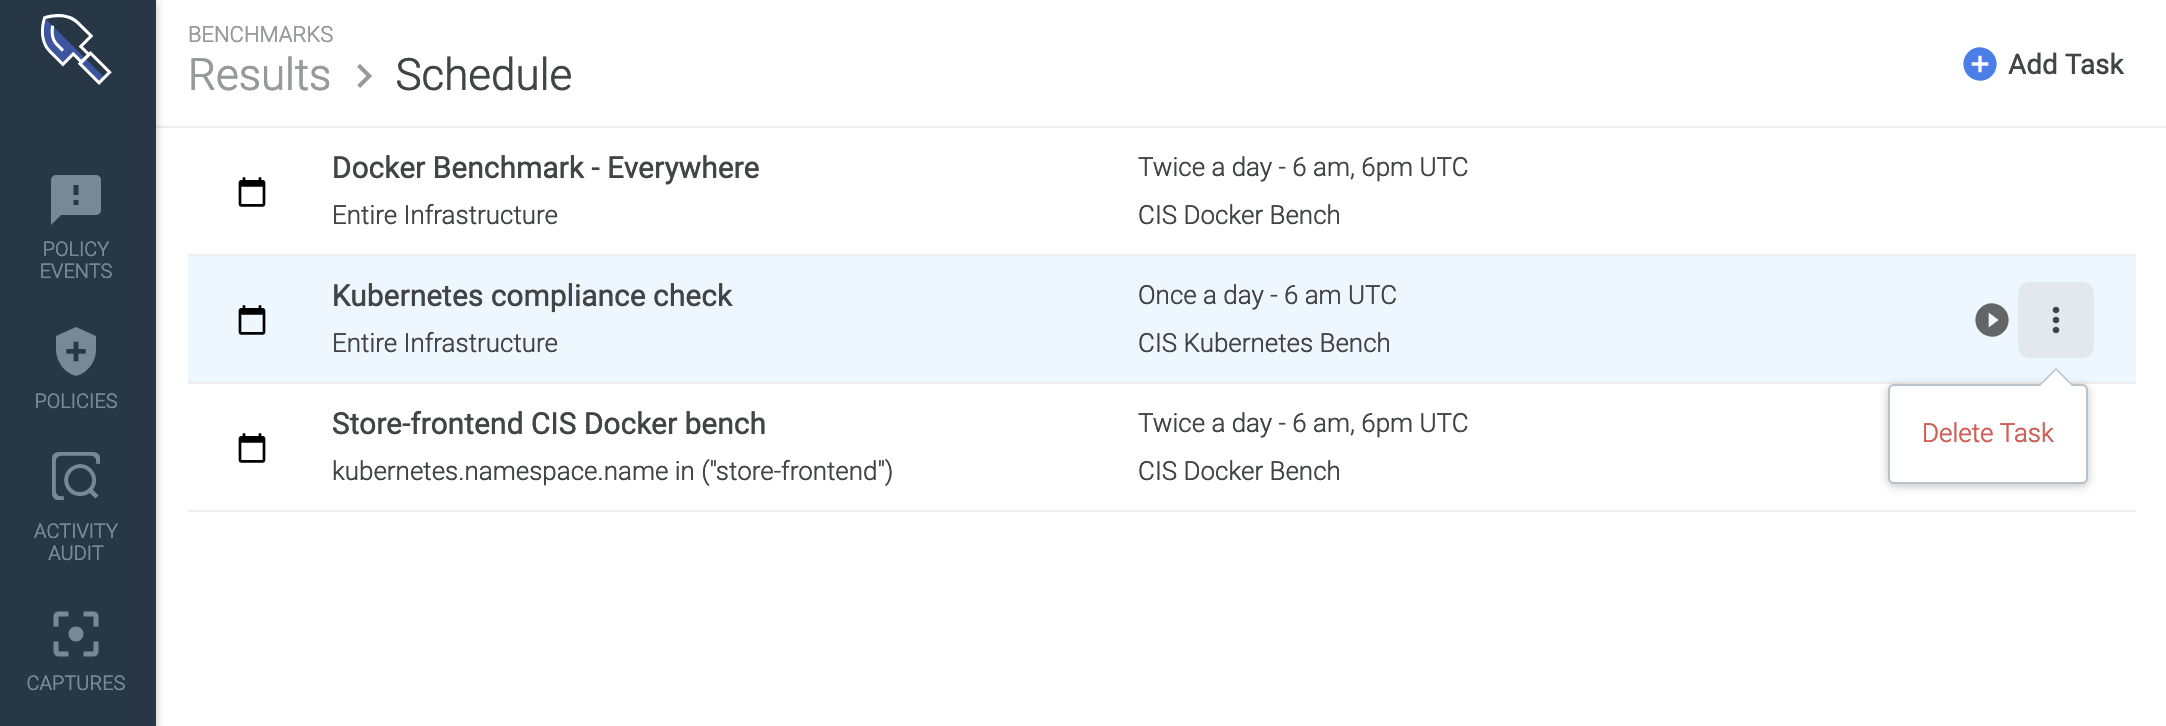 BENCHMARKS
Results > Schedule
Add Task
POLICY
EVENTS
POLICIES
ACTIVITY
AUDIT
CAPTURES
Docker Benchmark - Everywhere
Entire Infrastructure
Twice a day - 6 am, 6pm UTC
CIS Docker Bench
Kubernetes compliance check
Entire Infrastructure
Once a day - 6 am UTC
CIS Kubernetes Bench
Delete Task
Store-frontend CIS Docker bench
kubernetes.namespace.name in ("store-frontend")
Twice a day - 6 am, 6pm UTC
CIS Docker Bench